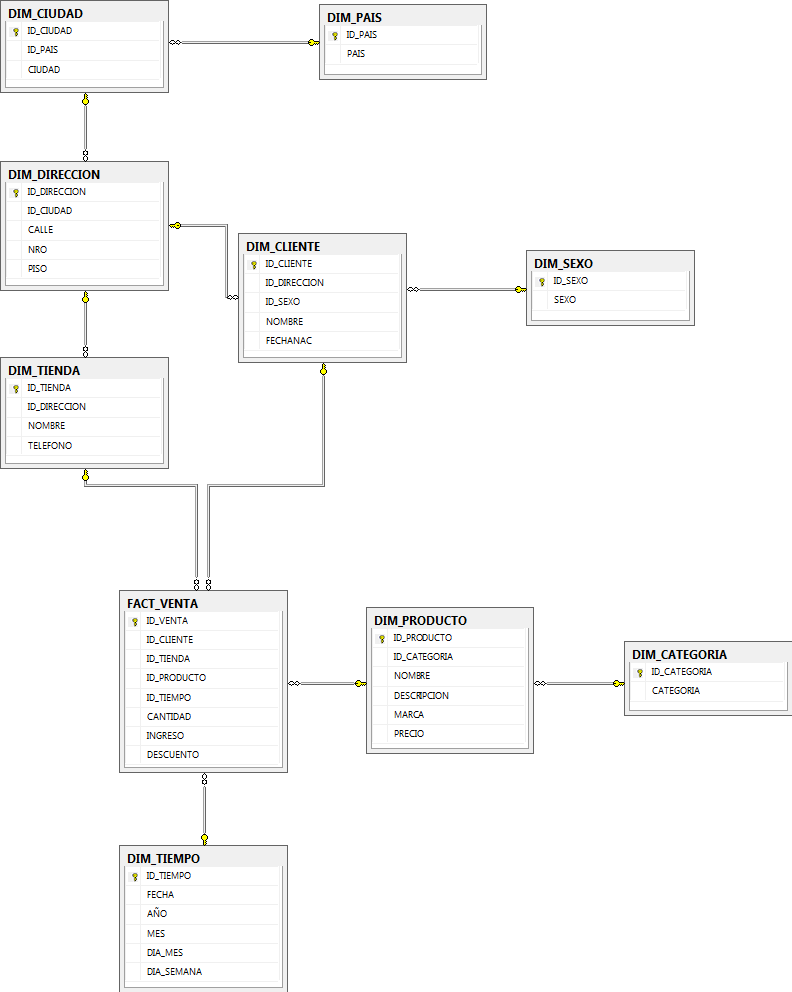 DIM_CIUDAD
ID_CIUDAD
ID_PAIS
CIUDAD
DIM_PAIS
ID_PAIS
PAIS
DIM_DIRECCION
ID_DIRECCION
ID_CIUDAD
CALLE
NRO
PISO
DIM_CLIENTE
ID_CLIENTE
ID_DIRECCION
ID_SEXO
NOMBRE
FECHANAC
DIM_SEXO
ID_SEXO
SEXO
DIM_TIENDA
ID_TIENDA
ID_DIRECCION
NOMBRE
TELEFONO
FACT_VENTA
ID_VENTA
ID_CLIENTE
ID_TIENDA
ID_PRODUCTO
ID_TIEMPO
CANTIDAD
INGRESO
DESCUENTO
DIM_PRODUCTO
ID_PRODUCTO
ID_CATEGORIA
NOMBRE
DESCRIPCION
MARCA
PRECIO
DIM_CATEGORIA
ID_CATEGORIA
CATEGORIA
DIM_TIEMPO
ID_TIEMPO
FECHA
AÑO
MES
DIA_MES
DIA_SEMANA